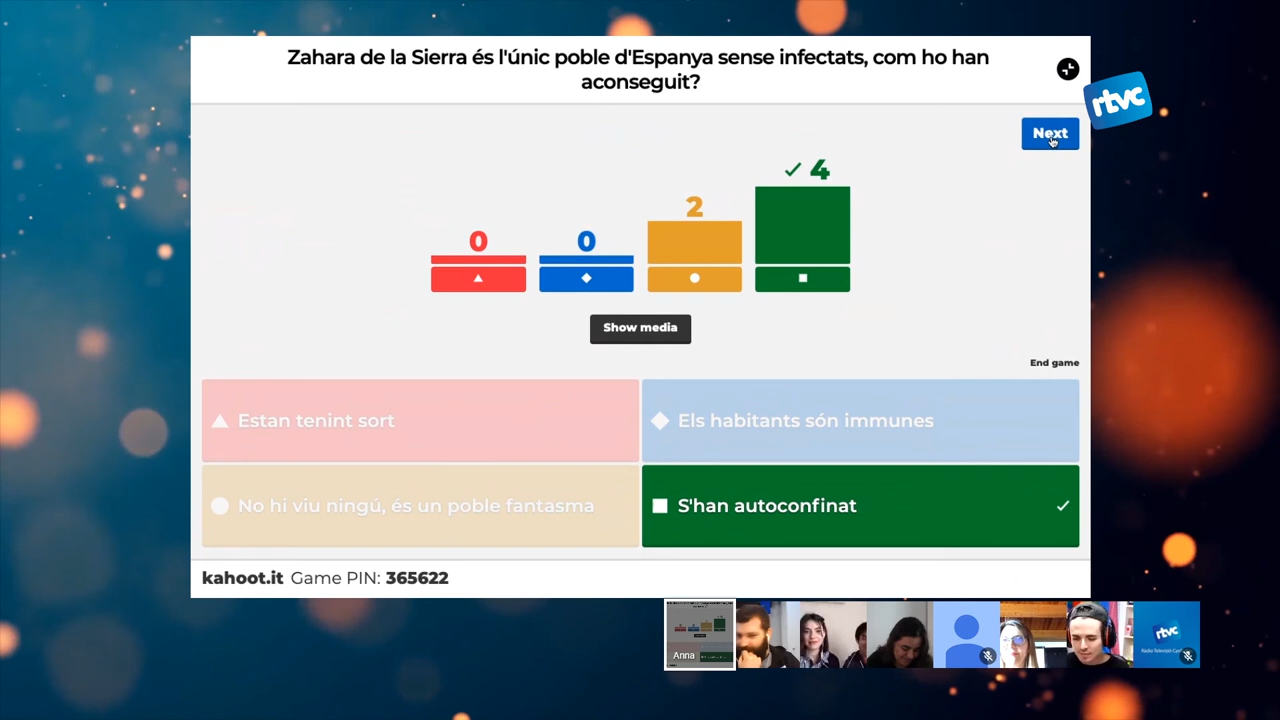 Zahara de la Sierra és l'únic poble d'Espanya sense infectats, com ho han
aconseguit?
rtvc
Next
0
0
2
4
Show media
End game
Estan tenint sort
Els habitants són immunes
No hi viu ningú, és un poble fantasma
S'han autoconfinat
kahoot.it Game PIN: 365622
Anna
rtvc